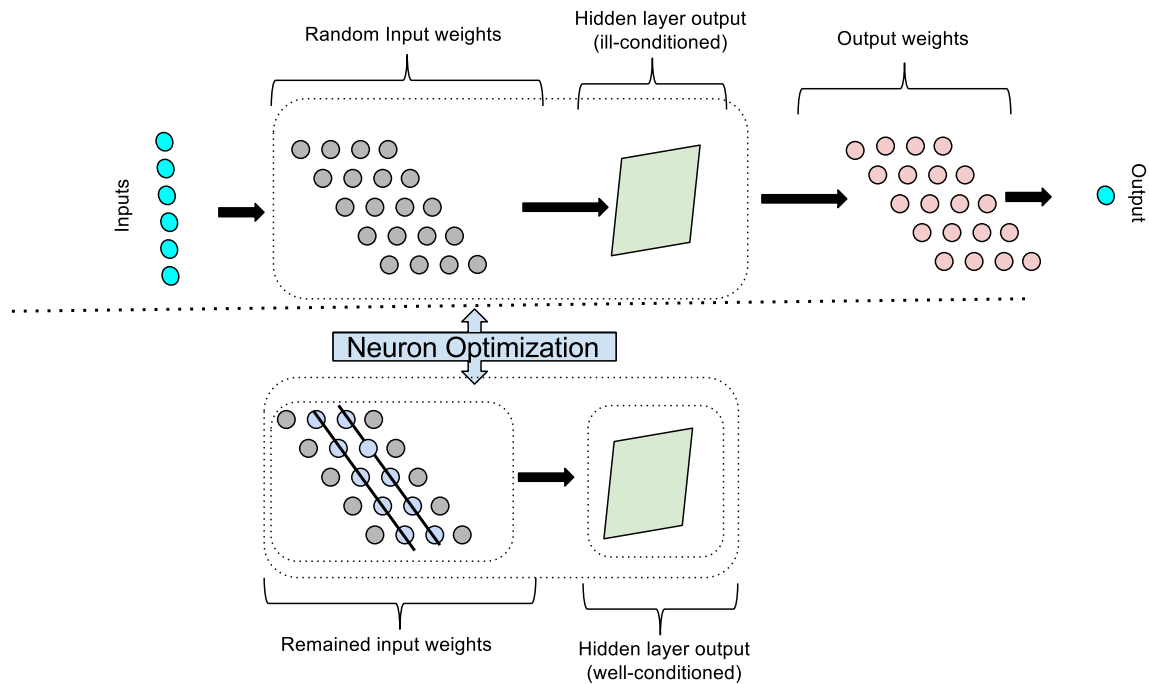 Random Input weights
Hidden layer output
(ill-conditioned)
Output weights
Inputs
Output
Neuron Optimization
Remained input weights
Hidden layer output
(well-conditioned)